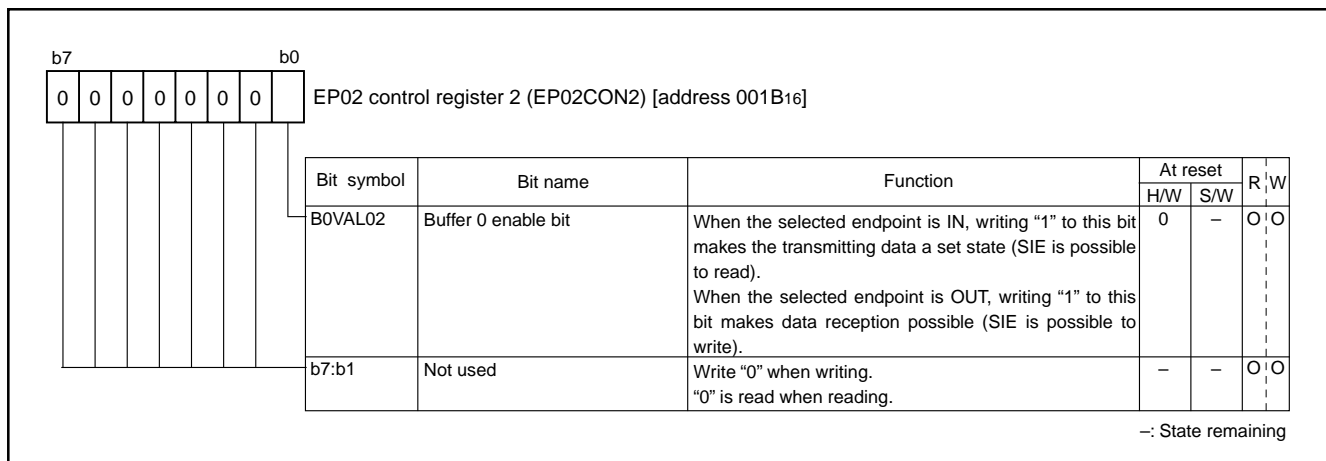 b7 b0
0 0 0 0 0 0 0
EP02 control register 2 (EP02CON2) [address 001B16]
Bit symbol Bit name Function At reset R W
H/W S/W
B0VAL02 Buffer 0 enable bit When the selected endpoint is IN, writing “1” to this bit 0 – O O
makes the transmitting data a set state (SIE is possible
to read).
When the selected endpoint is OUT, writing “1” to this
bit makes data reception possible (SIE is possible to
write).
b7:b1 Not used Write “0” when writing. – – O O
“0” is read when reading.
–: State remaining